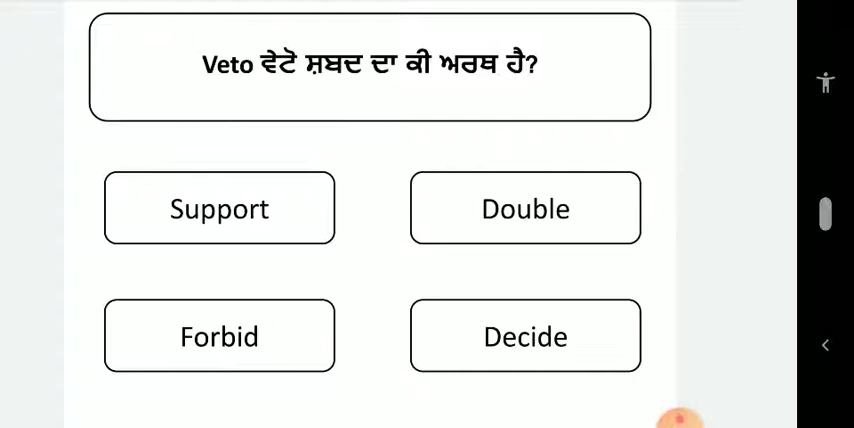 Veto ਵੇਟੋ ਸ਼ਬਦ ਦਾ ਕੀ ਅਰਥ ਹੈ?
Support
Double
Forbid
Decide